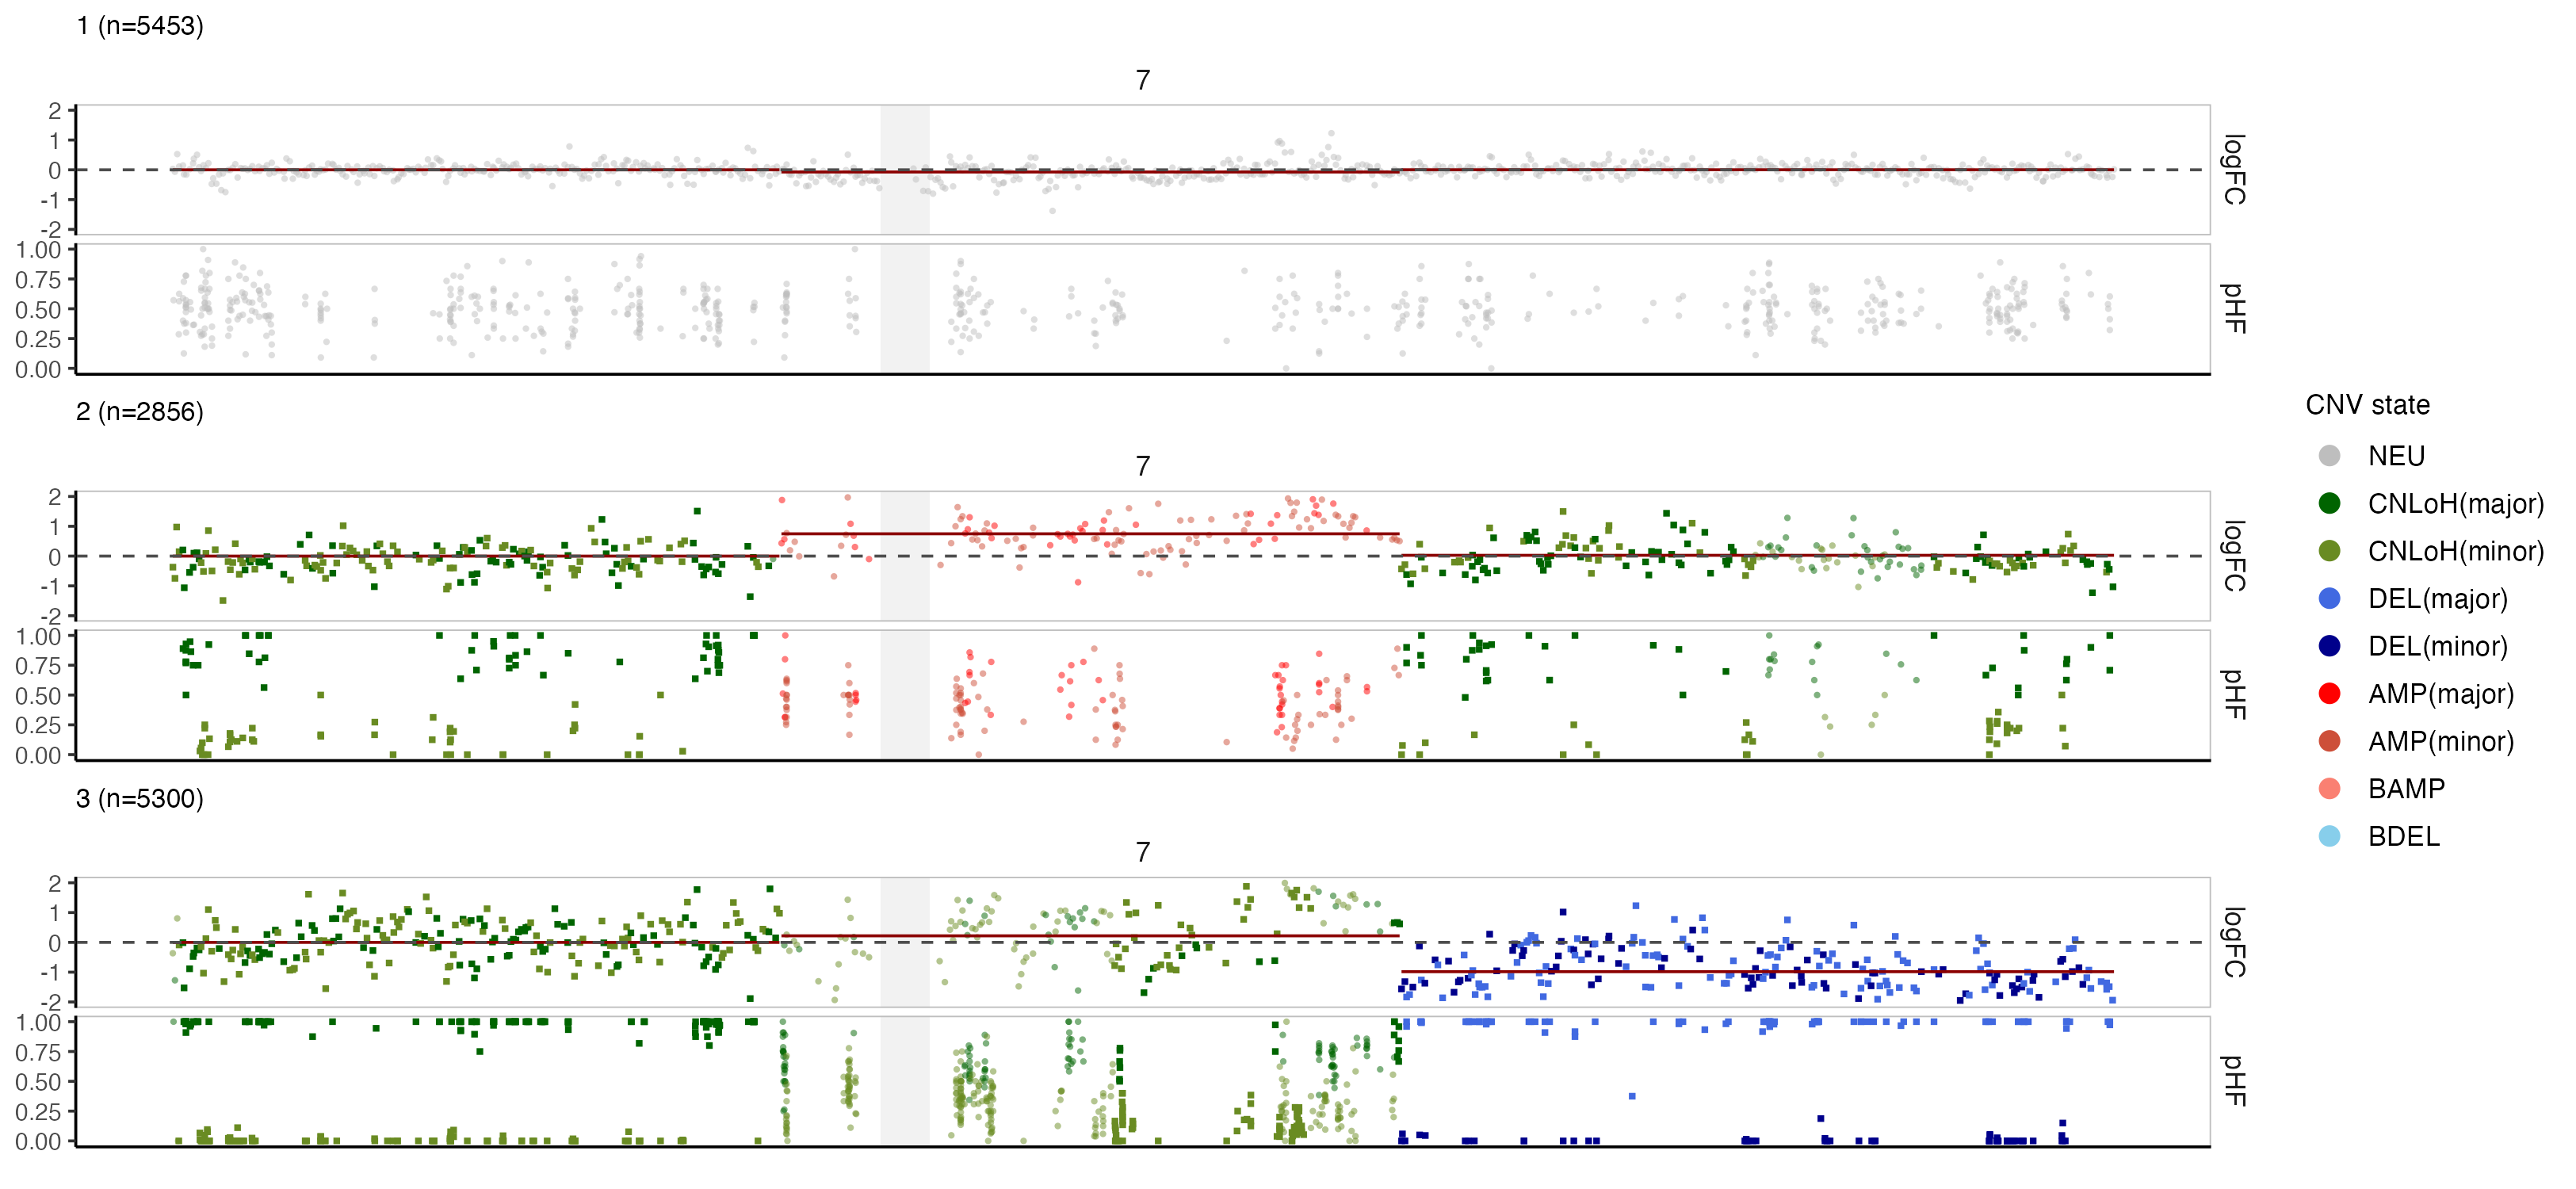 1 (n=5453)
7
2
1
0
-1
-2
logFC
1.00
0.75
0.50
0.25
0.00
pHF
2 (n=2856)
7
2
1
0
-1
-2
logFC
1.00
0.75
0.50
0.25
0.00
pHF
3 (n=5300)
7
2
1
0
-1
-2
logFC
1.00
0.75
0.50
0.25
0.00
pHF
CNV state
NEU
CNLoH(major)
CNLoH(minor)
DEL(major)
DEL(minor)
AMP(major)
AMP(minor)
BAMP
BDEL